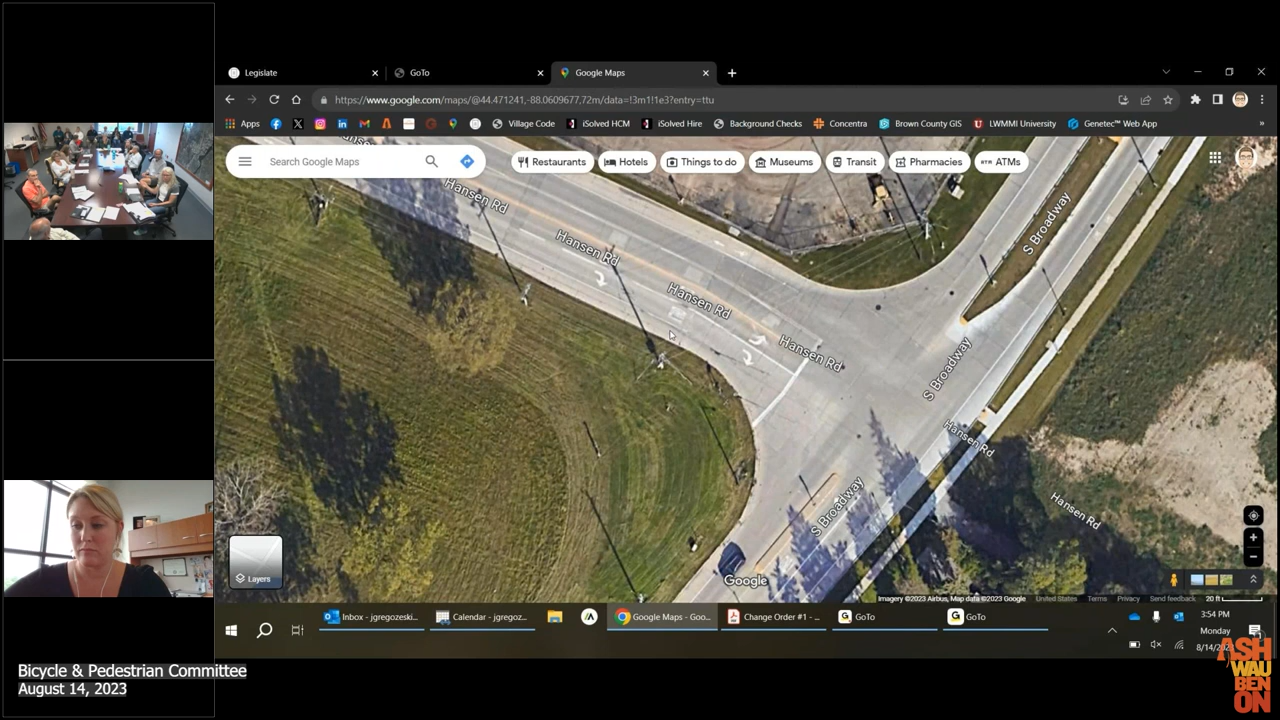 Legislate
GoTo
Google Maps
https://www.google.com/maps/@44.471241,-88.0609677,72m/data=!3m1!1e3?entry=ttu
Apps
Village Code
iSolved HCM
iSolved Hire
Background Checks
Concentra
Brown County GIS
LWMMI University
Genetec™ Web App
»
Search Google Maps
Restaurants
Hotels
Things to do
Museums
Transit
Pharmacies
ATMs
Hansen Rd
Hansen Rd
Hansen Rd
Hansen Rd
S Broadway
S Broadway
Hansen Rd
S Broadway
Hansen Rd
Layers
Google
Imagery ©2023 Airbus, Map data ©2023 Google
United States
Terms
Privacy
Send feedback
20 ft
Inbox - jgregozeski...
Calendar - jgregoz...
Google Maps - Goo...
Change Order #1 - ...
GoTo
GoTo
3:54 PM
Monday
Bicycle & Pedestrian Committee
August 14, 2023
ASH
WAU
BEN
ON